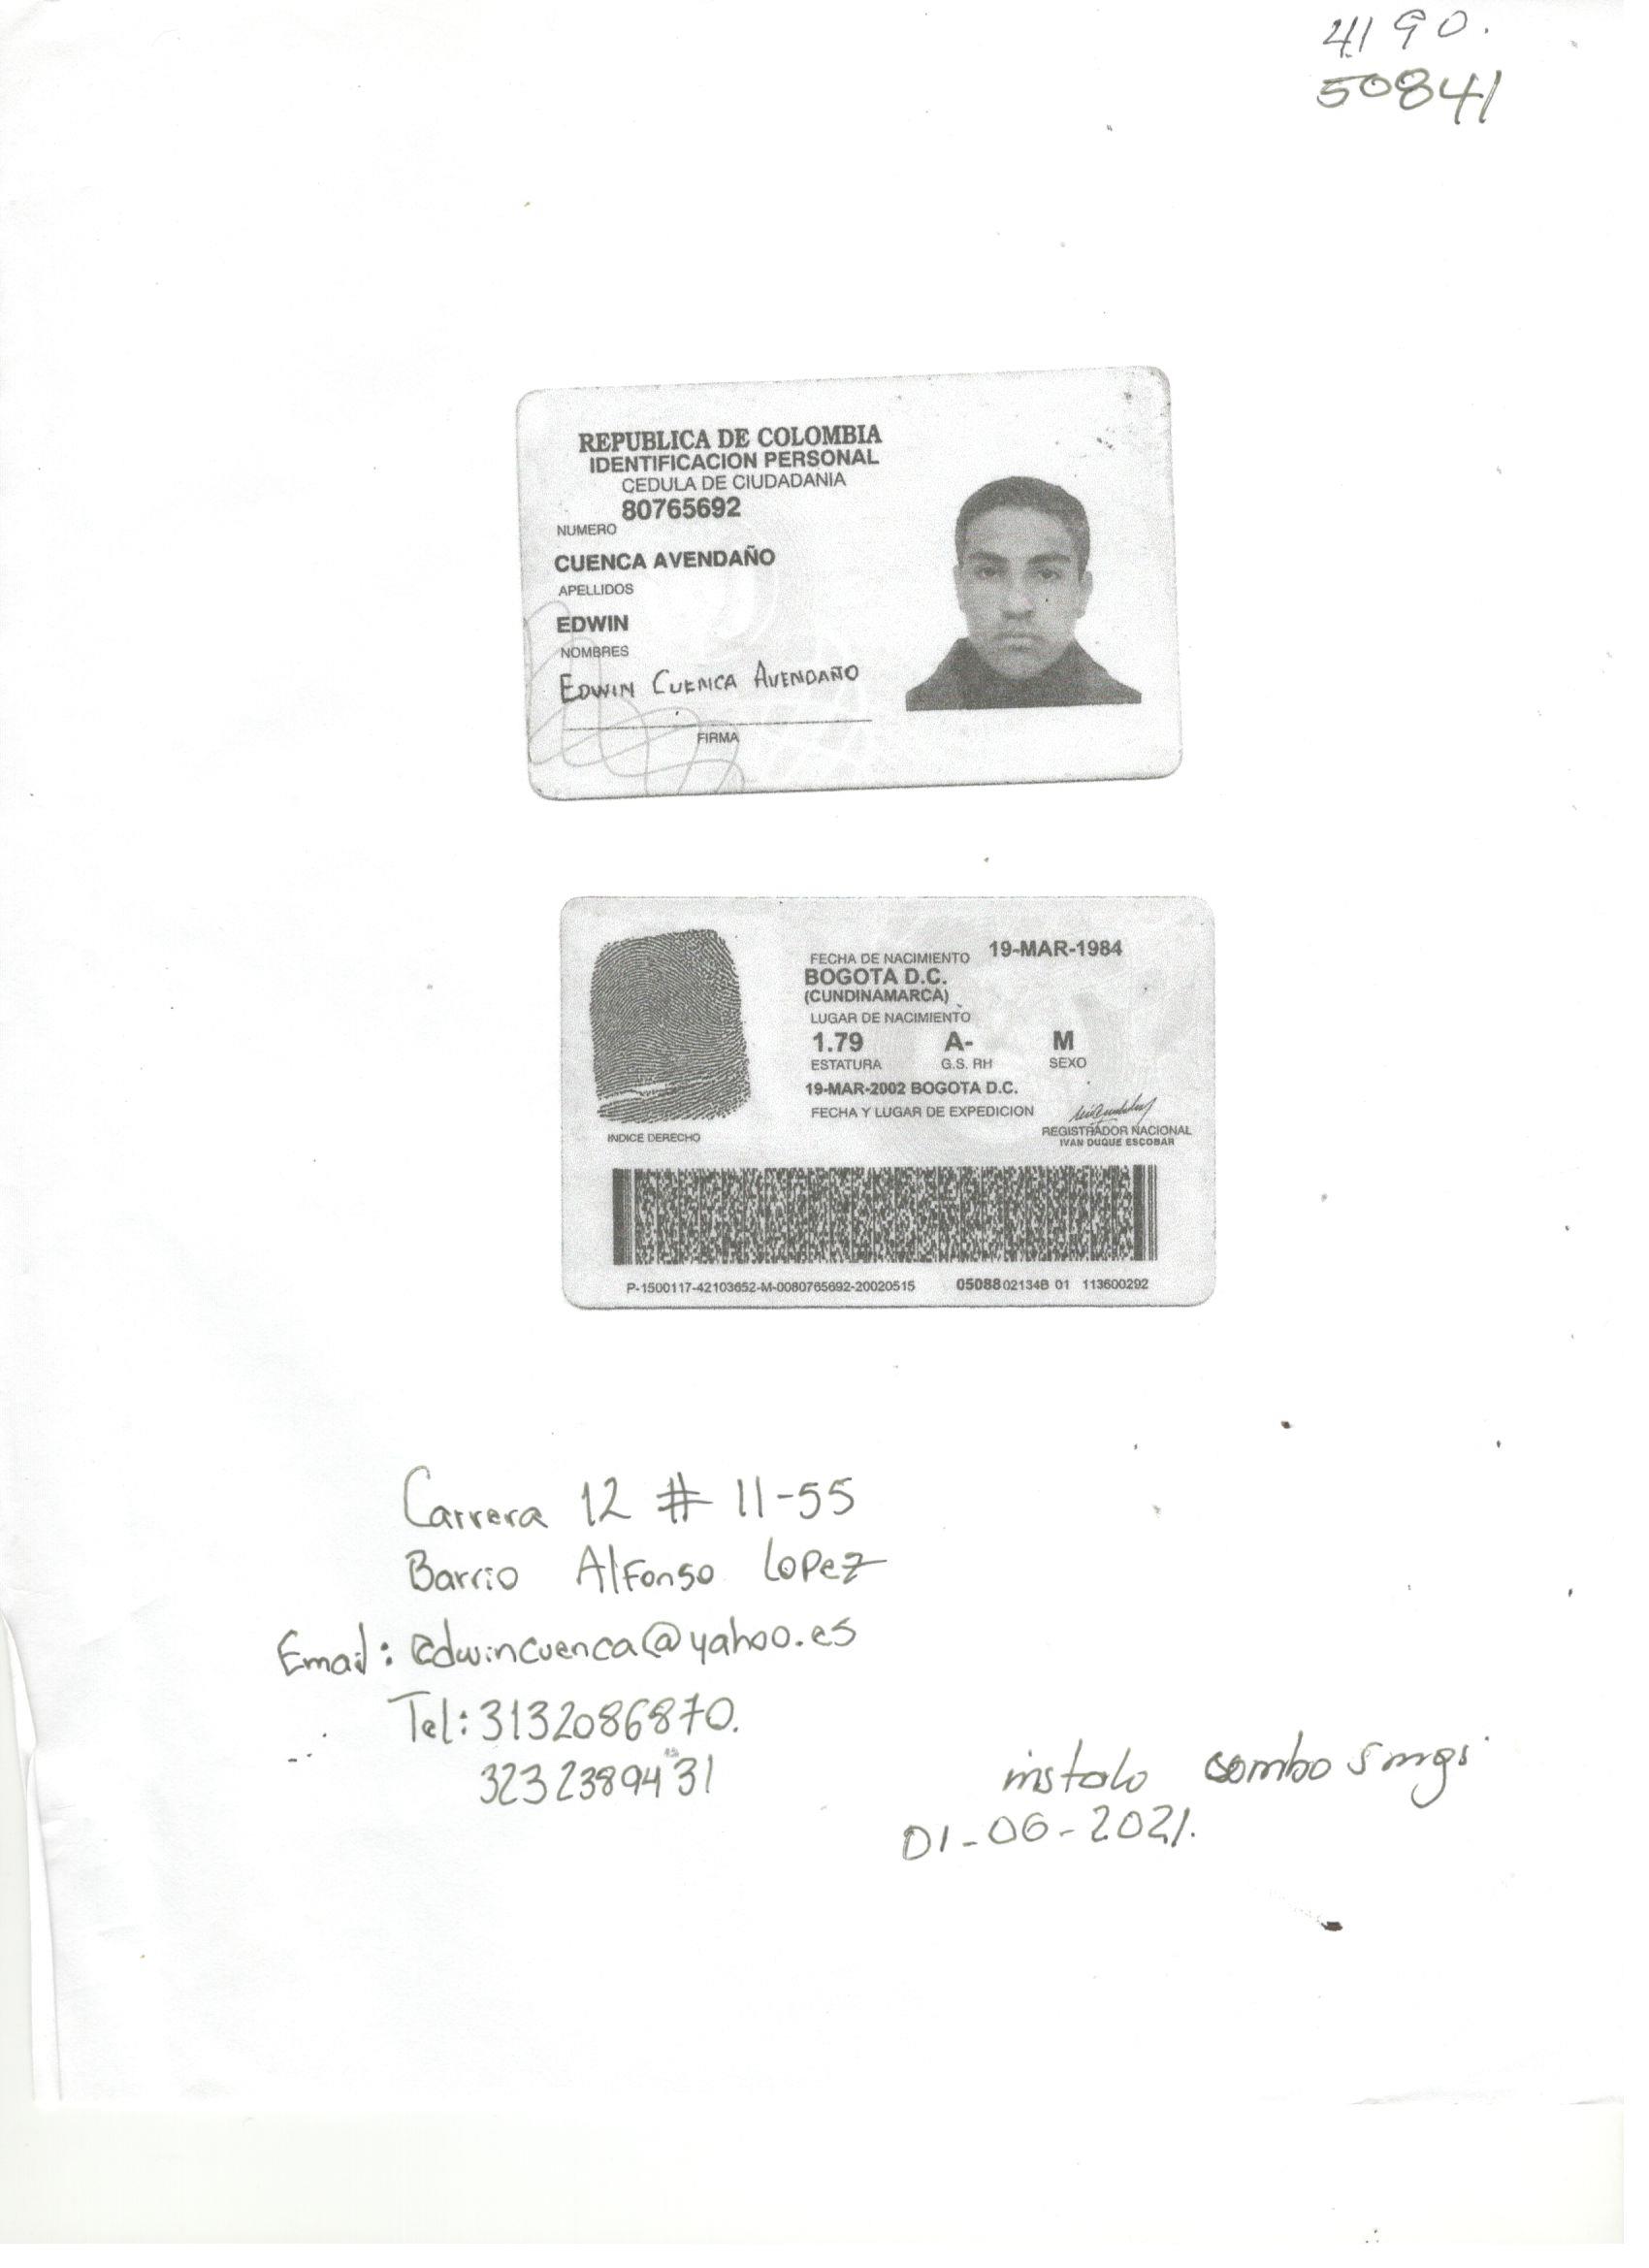 4190.
50841
REPUBLICA DE COLOMBIA
IDENTIFICACION PERSONAL
CEDULA DE CIUDADANIA
80765692
NUMERO
CUENCA AVENDAÑO
APELLIDOS
EDWIN
NOMBRES
EDWIN CUENCA AVENDAÑO
FIRMA
FECHA DE NACIMIENTO 19-MAR-1984
BOGOTA D.C.
(CUNDINAMARCA)
LUGAR DE NACIMIENTO
1.79 A- M
ESTATURA G.S. RH SEXO
19-MAR-2002 BOGOTA D.C.
FECHA Y LUGAR DE EXPEDICION
REGISTRADOR NACIONAL
IVAN DUQUE ESCOBAR
INDICE DERECHO
P-1500117-42103652-M-0080765692-20020515 0508802134B 01 113600292
Carrera 12 # 11-55
Barrio Alfonso Lopez
Email: edwincuenca@yahoo.es
Tel: 3132086870.
3232389431
instalo combo 5 mgs
01-06-2021.